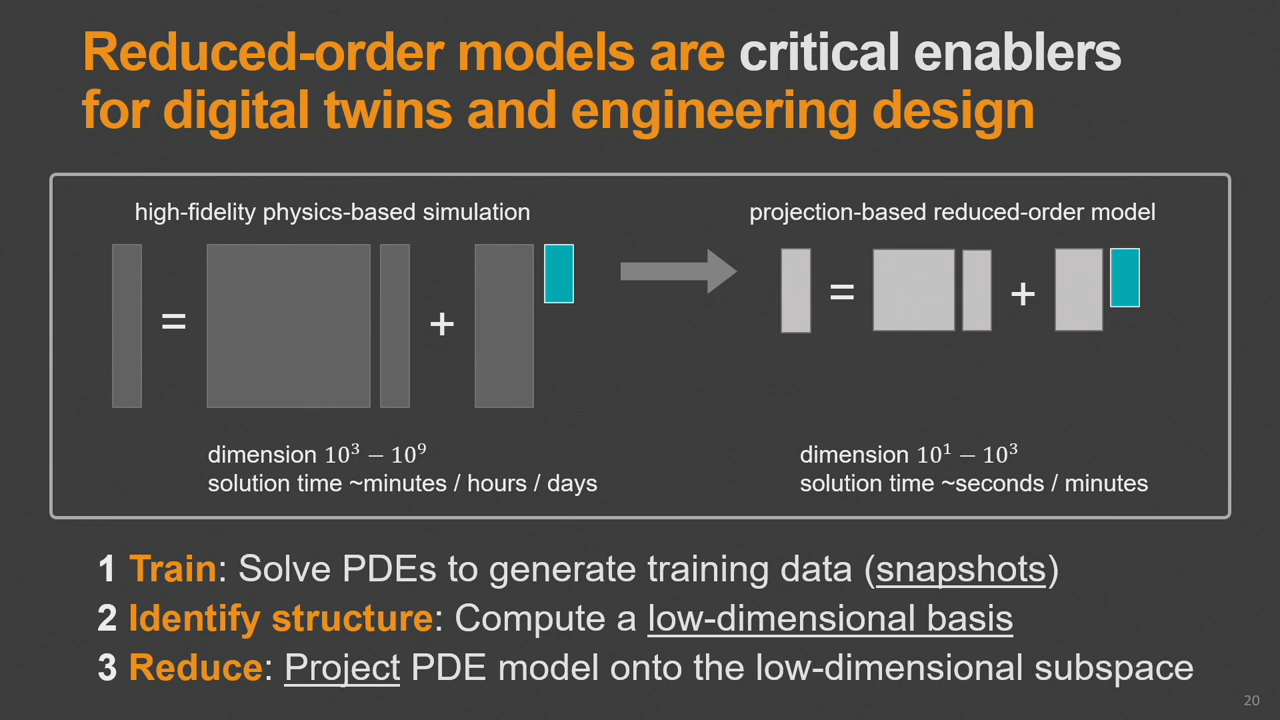 Reduced-order models are critical enablers
for digital twins and engineering design
high-fidelity physics-based simulation
projection-based reduced-order model
=
+
=
+
dimension 10³ − 10⁹
solution time ~minutes / hours / days
dimension 10¹ − 10³
solution time ~seconds / minutes
1 Train: Solve PDEs to generate training data (snapshots)
2 Identify structure: Compute a low-dimensional basis
3 Reduce: Project PDE model onto the low-dimensional subspace
20